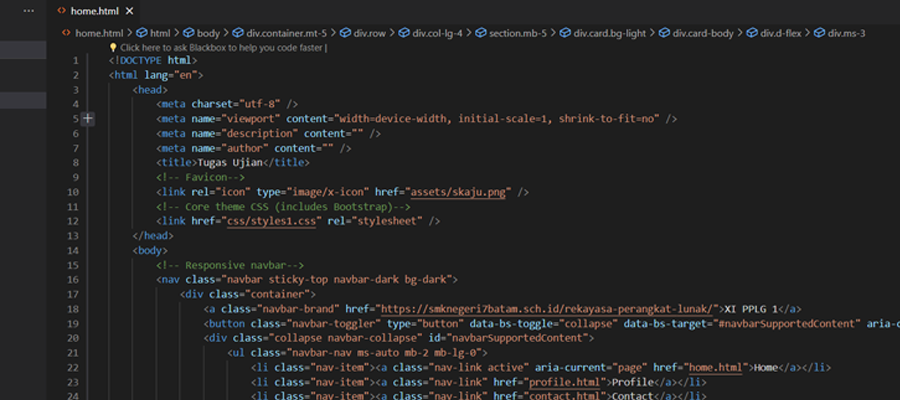 home.html
home.html > html > body > div.container.mt-5 > div.row > div.col-lg-4 > section.mb-5 > div.card.bg-light > div.card-body > div.d-flex > div.ms-3
Click here to ask Blackbox to help you code faster |
1 <!DOCTYPE html>
2 <html lang="en">
3 <head>
4 <meta charset="utf-8" />
5 <meta name="viewport" content="width=device-width, initial-scale=1, shrink-to-fit=no" />
6 <meta name="description" content="" />
7 <meta name="author" content="" />
8 <title>Tugas Ujian</title>
9 <!-- Favicon-->
10 <link rel="icon" type="image/x-icon" href="assets/skaju.png" />
11 <!-- Core theme CSS (includes Bootstrap)-->
12 <link href="css/styles1.css" rel="stylesheet" />
13 </head>
14 <body>
15 <!-- Responsive navbar-->
16 <nav class="navbar sticky-top navbar-dark bg-dark">
17 <div class="container">
18 <a class="navbar-brand" href="https://smknegeri7batam.sch.id/rekayasa-perangkat-lunak/">XI PPLG 1</a>
19 <button class="navbar-toggler" type="button" data-bs-toggle="collapse" data-bs-target="#navbarSupportedContent" aria-c
20 <div class="collapse navbar-collapse" id="navbarSupportedContent">
21 <ul class="navbar-nav ms-auto mb-2 mb-lg-0">
22 <li class="nav-item"><a class="nav-link active" aria-current="page" href="home.html">Home</a></li>
23 <li class="nav-item"><a class="nav-link" href="profile.html">Profile</a></li>
24 <li class="nav-item"><a class="nav-link" href="contact.html">Contact</a></li>